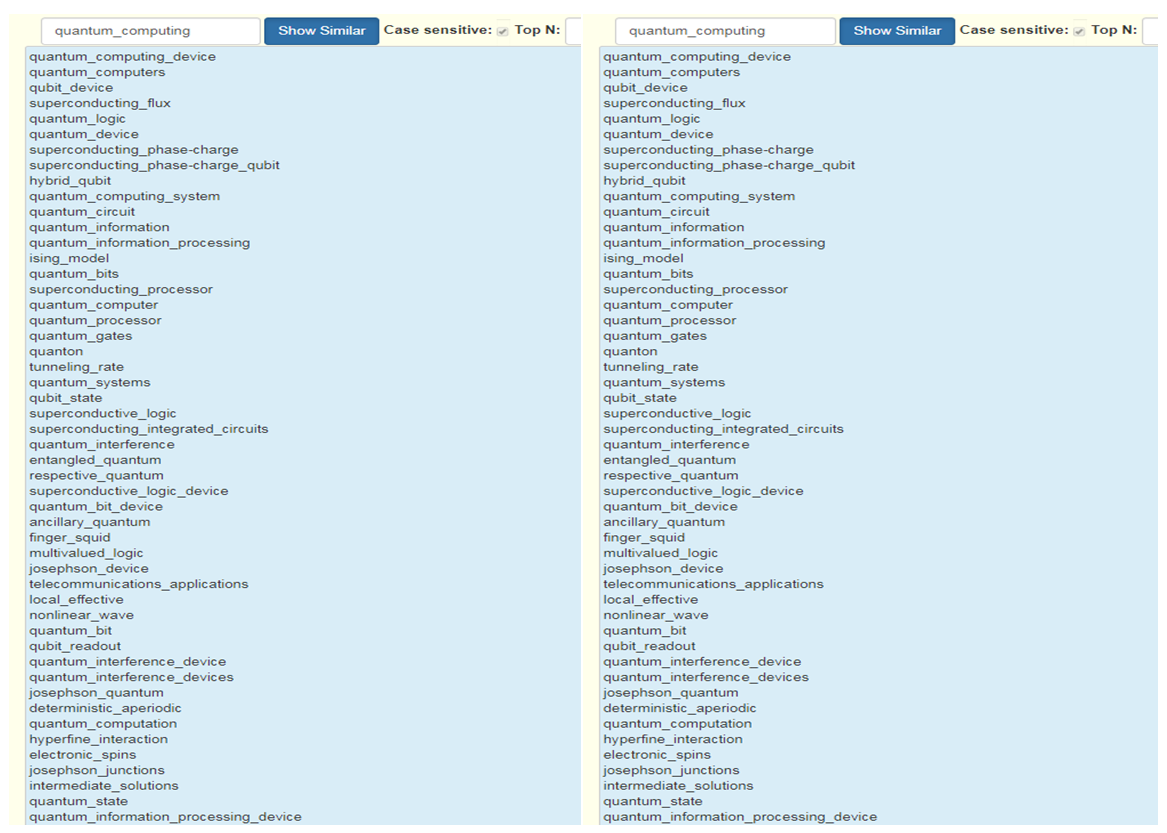 quantum_computing Show Similar Case sensitive: Top N:
quantum_computing_device
quantum_computers
qubit_device
superconducting_flux
quantum_logic
quantum_device
superconducting_phase-charge
superconducting_phase-charge_qubit
hybrid_qubit
quantum_computing_system
quantum_circuit
quantum_information
quantum_information_processing
ising_model
quantum_bits
superconducting_processor
quantum_computer
quantum_processor
quantum_gates
quanton
tunneling_rate
quantum_systems
qubit_state
superconductive_logic
superconducting_integrated_circuits
quantum_interference
entangled_quantum
respective_quantum
superconductive_logic_device
quantum_bit_device
ancillary_quantum
finger_squid
multivalued_logic
josephson_device
telecommunications_applications
local_effective
nonlinear_wave
quantum_bit
qubit_readout
quantum_interference_device
quantum_interference_devices
josephson_quantum
deterministic_aperiodic
quantum_computation
hyperfine_interaction
electronic_spins
josephson_junctions
intermediate_solutions
quantum_state
quantum_information_processing_device
quantum_computing Show Similar Case sensitive: Top N:
quantum_computing_device
quantum_computers
qubit_device
superconducting_flux
quantum_logic
quantum_device
superconducting_phase-charge
superconducting_phase-charge_qubit
hybrid_qubit
quantum_computing_system
quantum_circuit
quantum_information
quantum_information_processing
ising_model
quantum_bits
superconducting_processor
quantum_computer
quantum_processor
quantum_gates
quanton
tunneling_rate
quantum_systems
qubit_state
superconductive_logic
superconducting_integrated_circuits
quantum_interference
entangled_quantum
respective_quantum
superconductive_logic_device
quantum_bit_device
ancillary_quantum
finger_squid
multivalued_logic
josephson_device
telecommunications_applications
local_effective
nonlinear_wave
quantum_bit
qubit_readout
quantum_interference_device
quantum_interference_devices
josephson_quantum
deterministic_aperiodic
quantum_computation
hyperfine_interaction
electronic_spins
josephson_junctions
intermediate_solutions
quantum_state
quantum_information_processing_device